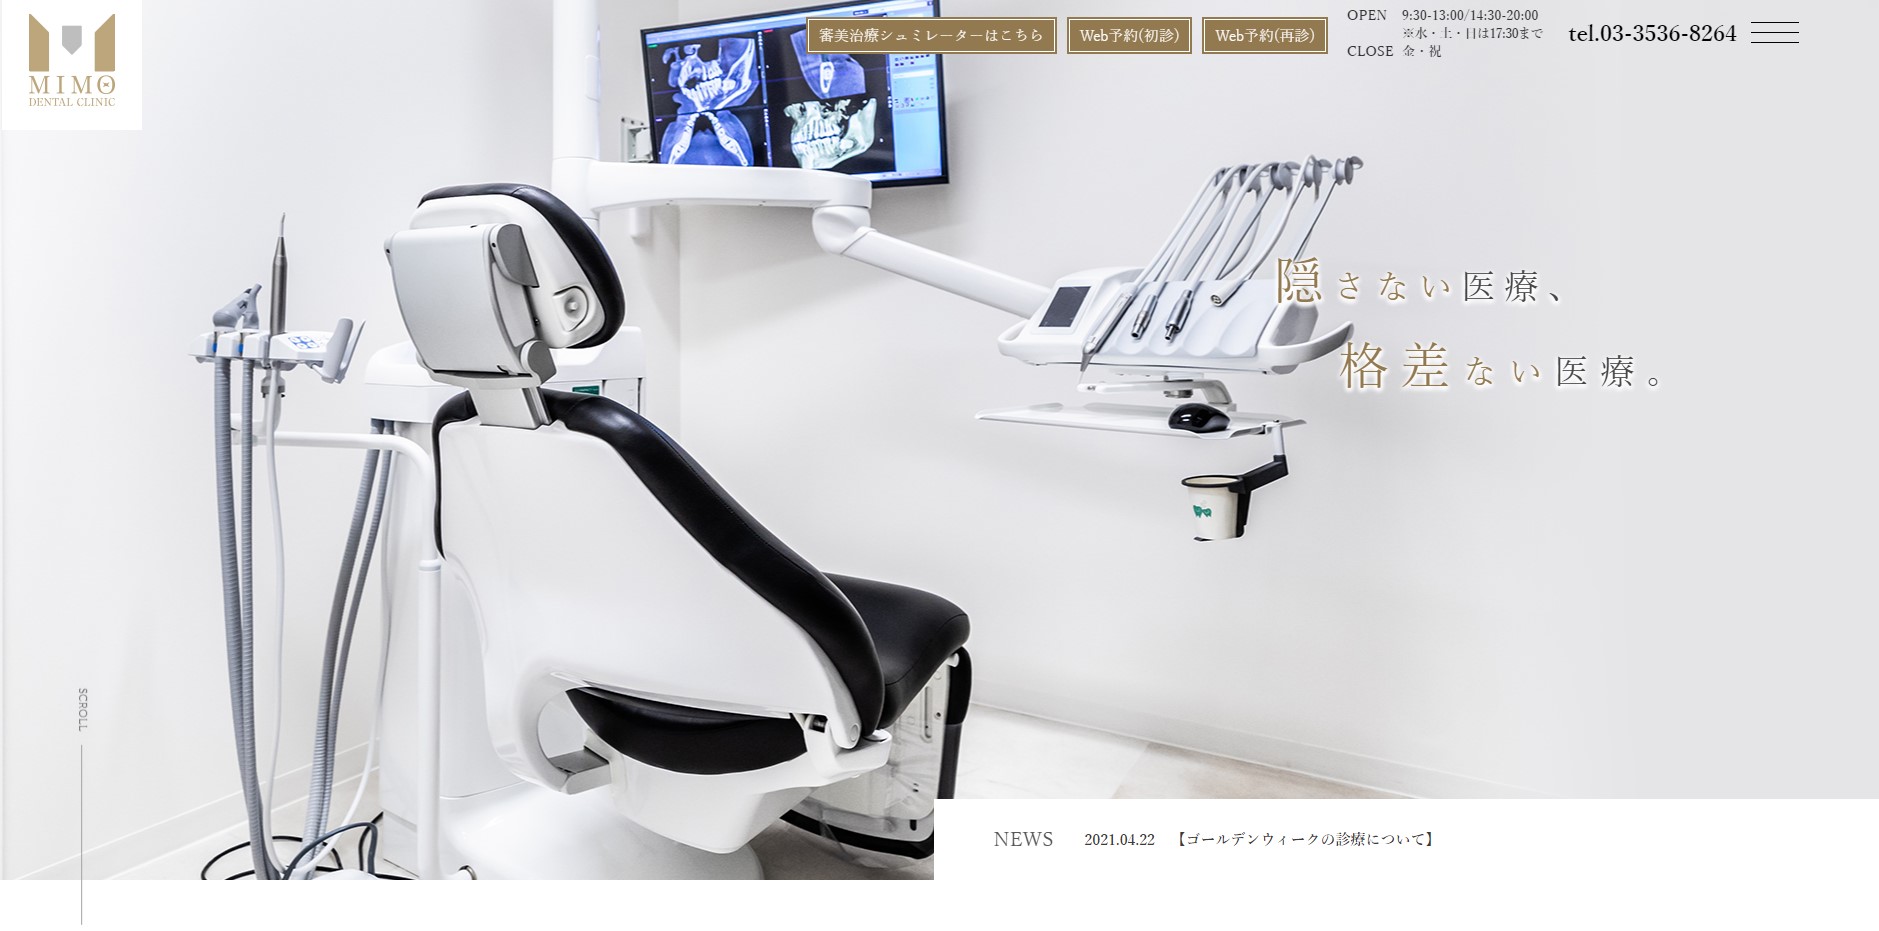 MIMO
DENTAL CLINIC
審美治療シュミレーターはこちら
Web予約(初診)
Web予約(再診)
OPEN 9:30-13:00/14:30-20:00
※水・土・日は17:30まで
CLOSE 金・祝
tel.03-3536-8264
隠さない医療、
格差ない医療。
SCROLL
NEWS 2021.04.22 【ゴールデンウィークの診療について】